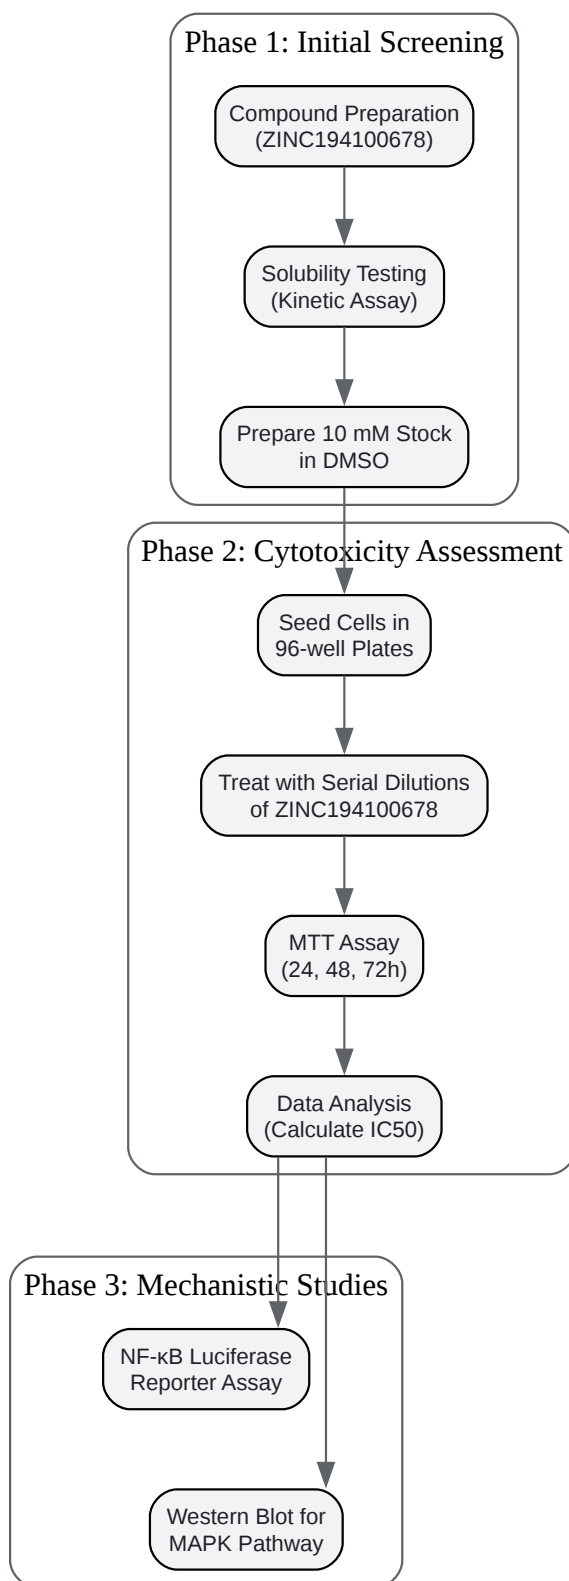 Phase 1: Initial Screening
Compound Preparation
(ZINC194100678)
Solubility Testing
(Kinetic Assay)
Prepare 10 mM Stock
in DMSO
Phase 2: Cytotoxicity Assessment
Seed Cells in
96-well Plates
Treat with Serial Dilutions
of ZINC194100678
MTT Assay
(24, 48, 72h)
Data Analysis
(Calculate IC50)
Phase 3: Mechanistic Studies
NF-κB Luciferase
Reporter Assay
Western Blot for
MAPK Pathway